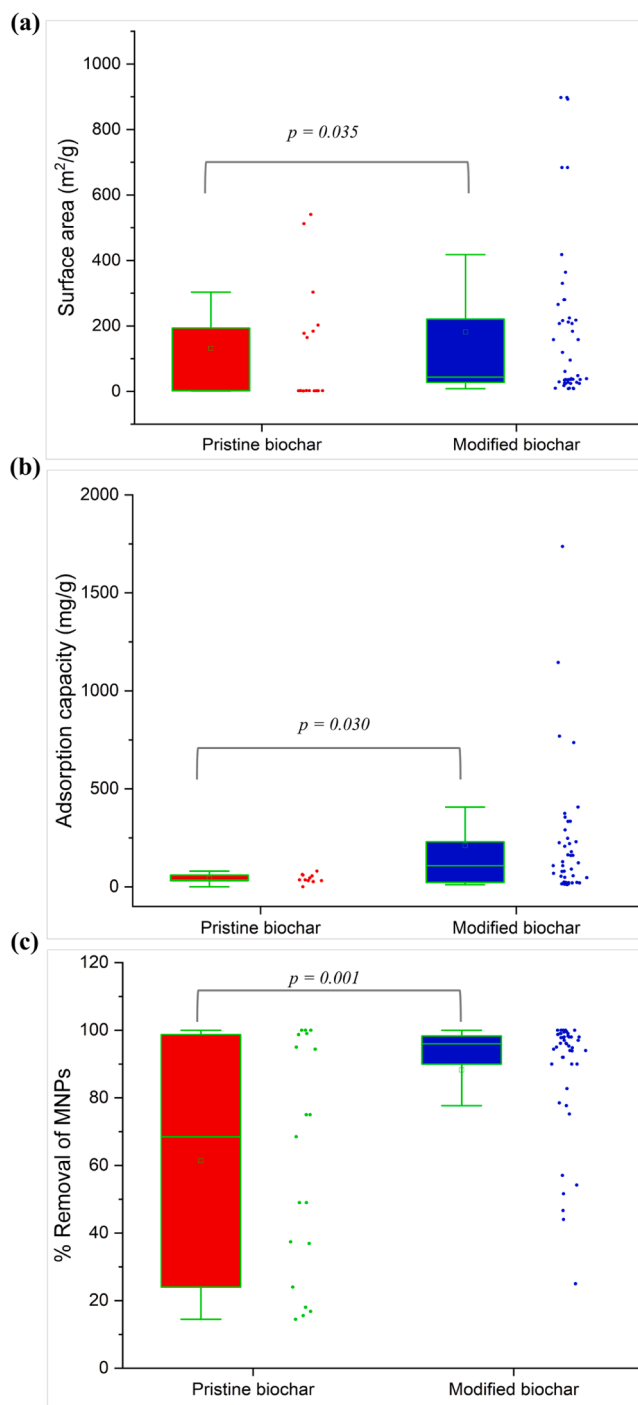 (a)
1000
800
600
400
200
0
Surface area (m²/g)
p = 0.035
Pristine biochar
Modified biochar
(b)
2000
1500
1000
500
0
Adsorption capacity (mg/g)
p = 0.030
Pristine biochar
Modified biochar
(c)
120
100
80
60
40
20
0
% Removal of MNPs
p = 0.001
Pristine biochar
Modified biochar